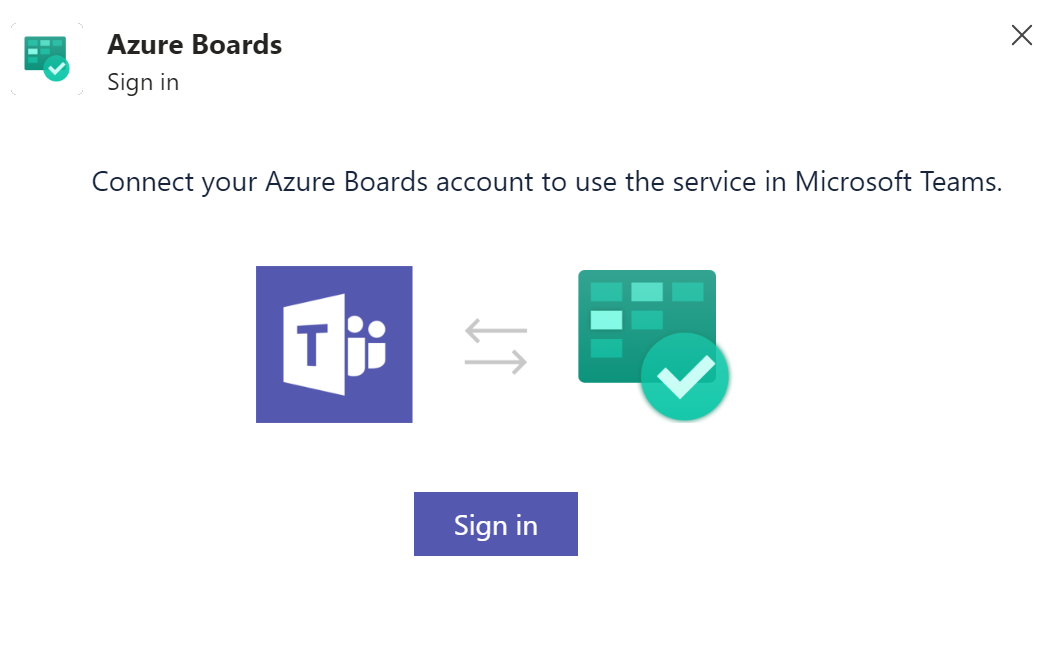 Azure Boards
Sign in
Connect your Azure Boards account to use the service in Microsoft Teams.
T
Sign in